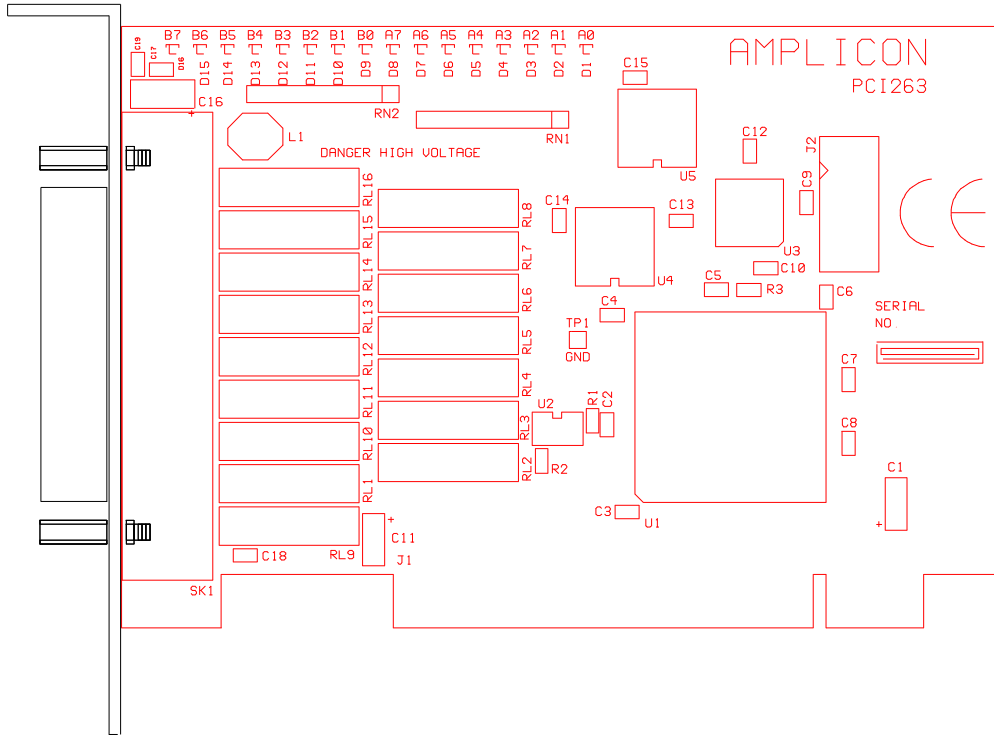 B7 B6 B5 B4 B3 B2 B1 B0 A7 A6 A5 A4 A3 A2 A1 A0
C19 C17 D16 D15 D14 D13 D12 D11 D10 D9 D8 D7 D6 D5 D4 D3 D2 D1
AMPLICON
PCI263
C15
C16 +
RN2
RN1
L1
DANGER HIGH VOLTAGE
U5
C12
J2
RL16
RL8
C14
C13
C9
RL15
RL7
U3
RL14
RL6
U4
C5
C10
R3
C6
RL13
C4
SERIAL
NO.
RL5
TP1
GND
RL12
RL4
C7
RL11
RL3
U2
R1
C2
RL10
RL2
R2
C8
RL1
C1
+
C3
U1
RL9
+
C11
J1
C18
SK1